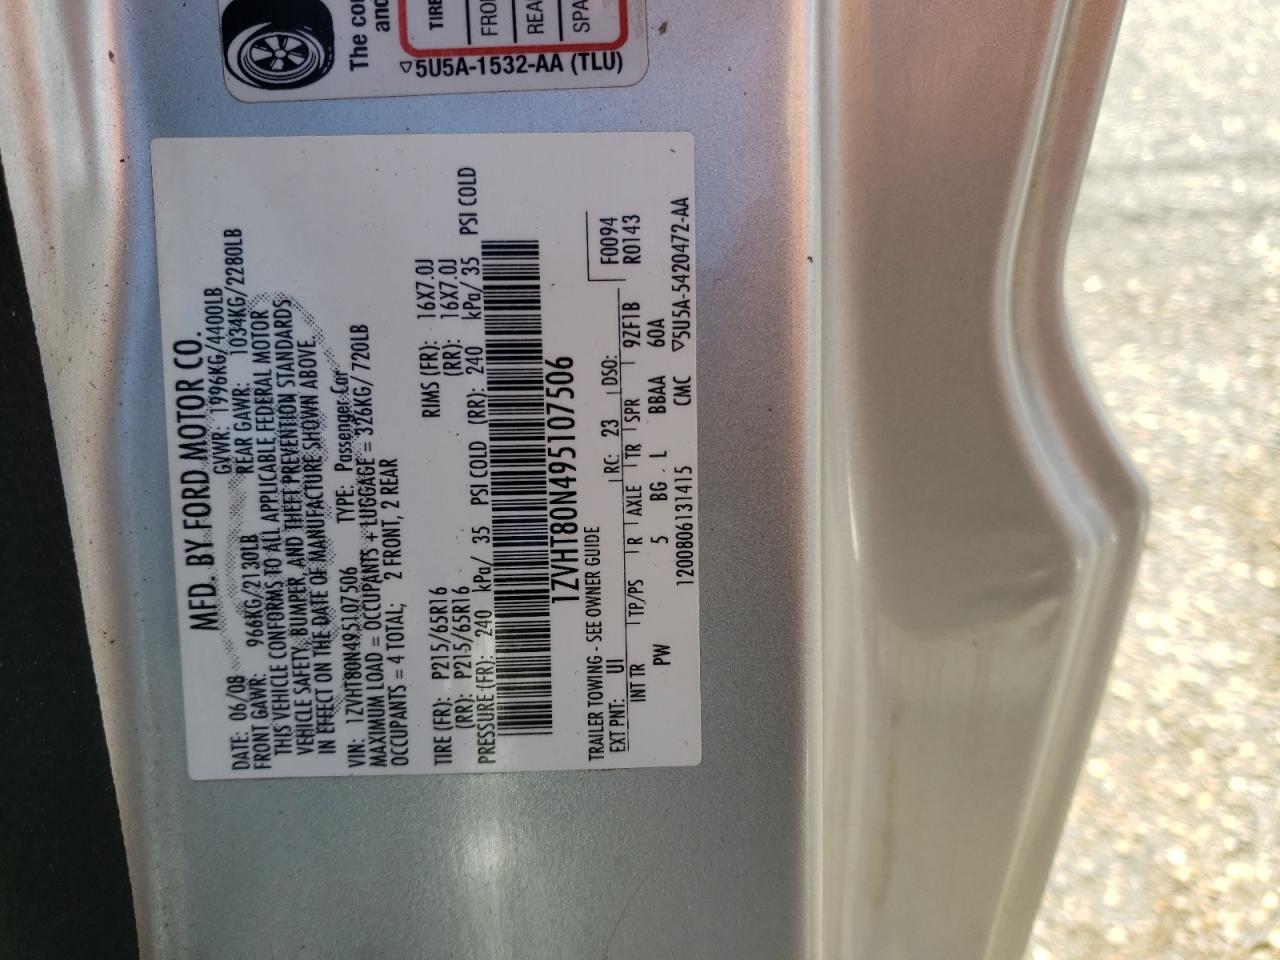 The co
and
TIRE
FRO
REA
SPA
5U5A-1532-AA (TLU)
MFD. BY FORD MOTOR CO.
DATE: 06/08 GVWR: 1996KG/4400LB
FRONT GAWR: 966KG/2130LB REAR GAWR: 1034KG/2280LB
THIS VEHICLE CONFORMS TO ALL APPLICABLE FEDERAL MOTOR
VEHICLE SAFETY, BUMPER, AND THEFT PREVENTION STANDARDS
IN EFFECT ON THE DATE OF MANUFACTURE SHOWN ABOVE.
VIN: 1ZVHT80N495107506 TYPE: Passenger Car
MAXIMUM LOAD = OCCUPANTS + LUGGAGE = 326KG/720LB
OCCUPANTS = 4 TOTAL; 2 FRONT, 2 REAR
TIRE (FR): P215/65R16 RIMS (FR): 16X7.0J
(RR): P215/65R16 (RR): 16X7.0J
PRESSURE (FR): 240 kPa/ 35 PSI COLD (RR): 240 kPa/ 35 PSI COLD
1ZVHT80N495107506
TRAILER TOWING - SEE OWNER GUIDE F0094
EXT PNT: UI RC: 23 DSO: R0143
INT TR TP/PS R AXLE TR SPR 9ZF1B
PW 5 BG . L BBAA 60A
120080613141​5 CMC ▽5U5A-5420472-AA